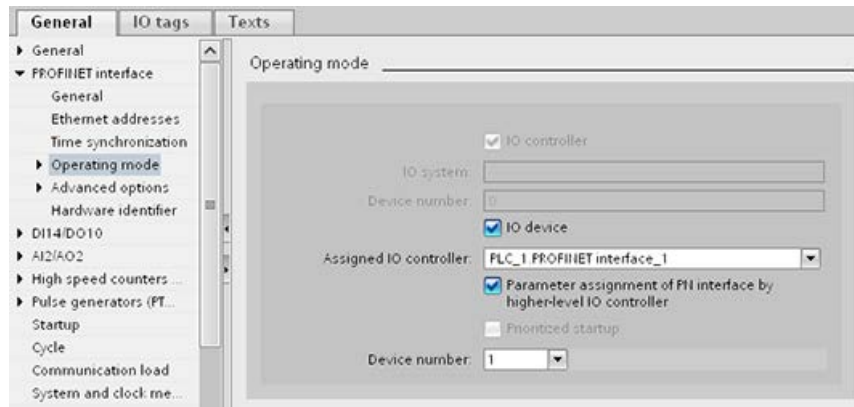 General IO tags Texts
General
PROFINET interface
General
Ethernet addresses
Time synchronization
Operating mode
Advanced options
Hardware identifier
DI14/DO10
AI2/AO2
High speed counters ...
Pulse generators (PT...
Startup
Cycle
Communication load
System and clock me...
Operating mode
IO controller
IO system:
Device number: 0
IO device
Assigned IO controller: PLC_1.PROFINET interface_1
Parameter assignment of PN interface by
higher-level IO controller
Prioritized startup
Device number: 1